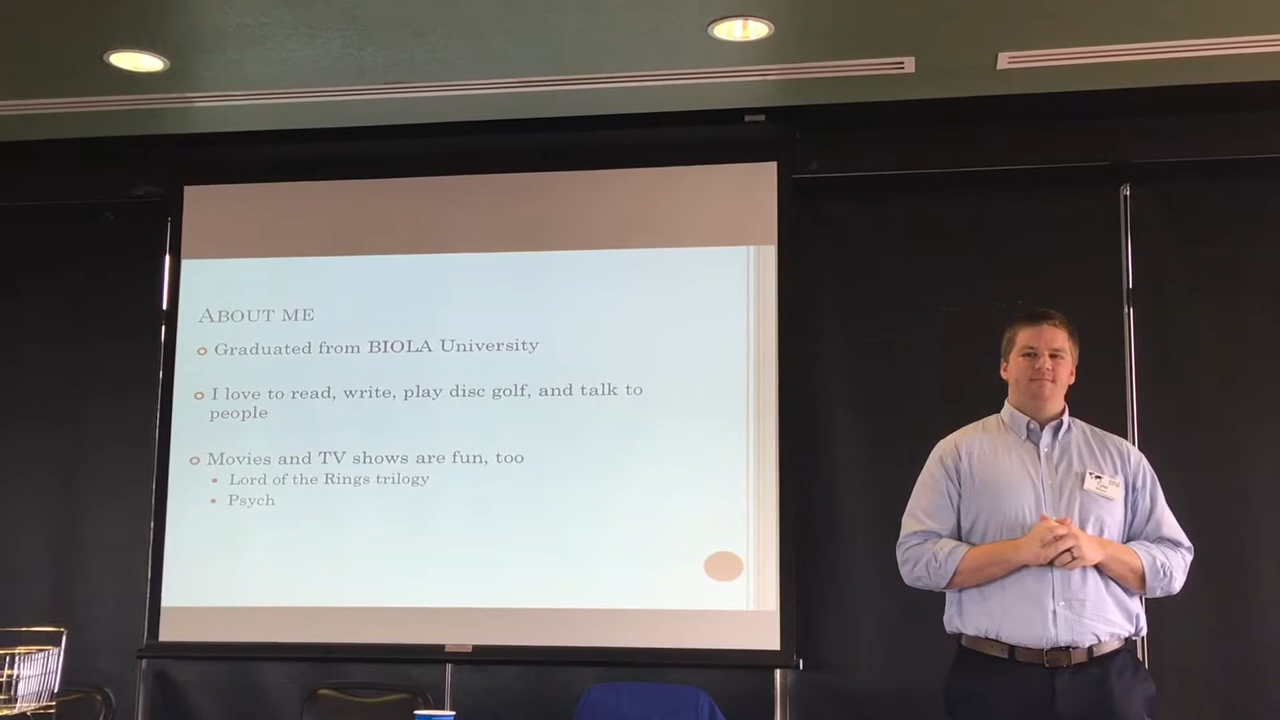 ABOUT ME
Graduated from BIOLA University
I love to read, write, play disc golf, and talk to
people
Movies and TV shows are fun, too
Lord of the Rings trilogy
Psych